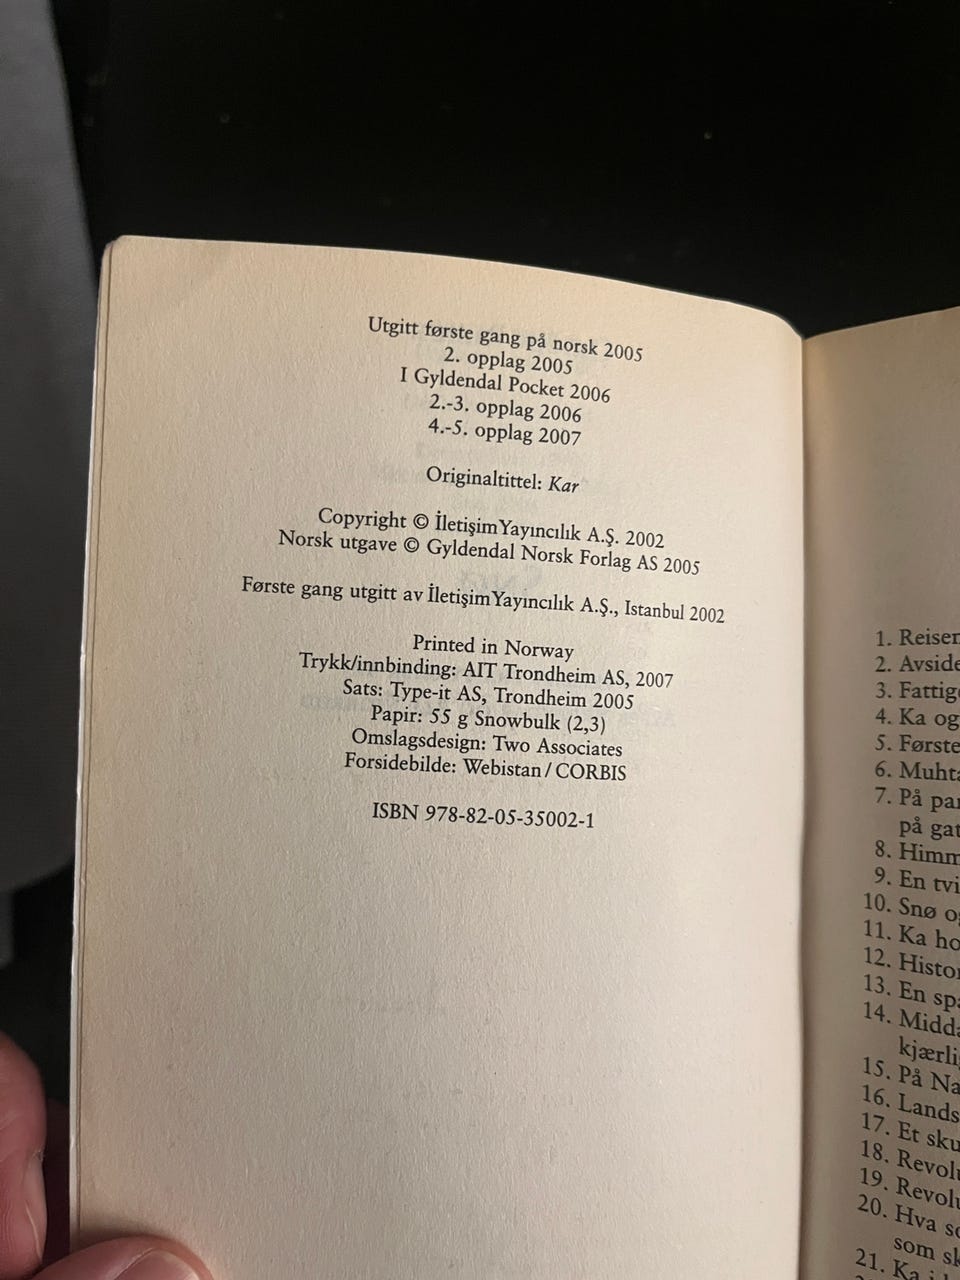 Utgitt første gang på norsk 2005
2. opplag 2005
I Gyldendal Pocket 2006
2.-3. opplag 2006
4.-5. opplag 2007
Originaltittel: Kar
Copyright © İletişim Yayıncılık A.Ş. 2002
Norsk utgave © Gyldendal Norsk Forlag AS 2005
Første gang utgitt av İletişim Yayıncılık A.Ş., Istanbul 2002
Printed in Norway
Trykk/innbinding: AIT Trondheim AS, 2007
Sats: Type-it AS, Trondheim 2005
Papir: 55 g Snowbulk (2,3)
Omslagsdesign: Two Associates
Forsidebilde: Webistan / CORBIS
ISBN 978-82-05-35002-1
1. Reisen
2. Avside
3. Fattig
4. Ka og
5. Første
6. Muhta
7. På pa
på gat
8. Himm
9. En tvi
10. Snø o
11. Ka ho
12. Histo
13. En sp
14. Midda
kjærli
15. På Na
16. Lands
17. Et sku
18. Revol
19. Revol
20. Hva s
som sk
21. Ka